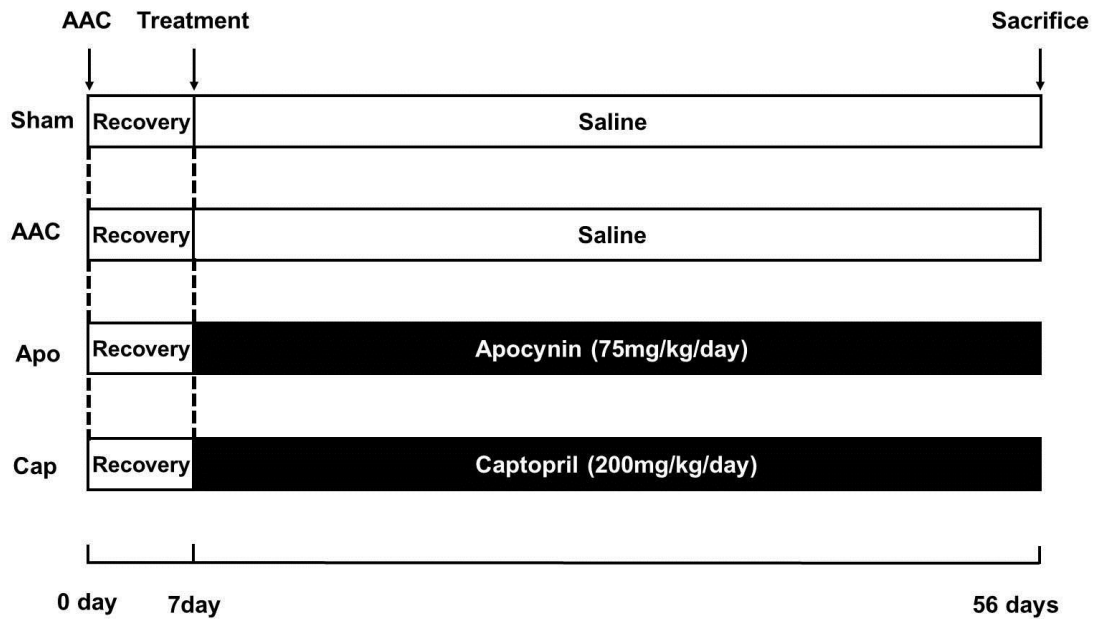 AAC Treatment Sacrifice
Sham Recovery Saline
AAC Recovery Saline
Apo Recovery Apocynin (75mg/kg/day)
Cap Recovery Captopril (200mg/kg/day)
0 day 7day 56 days